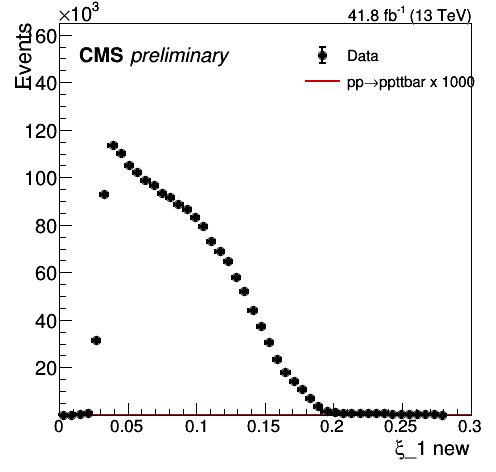 ×10³
41.8 fb⁻¹ (13 TeV)
Events
CMS preliminary
Data
pp→ppttbar x 1000
160
140
120
100
80
60
40
20
0 0.05 0.1 0.15 0.2 0.25 0.3
ξ_1 new